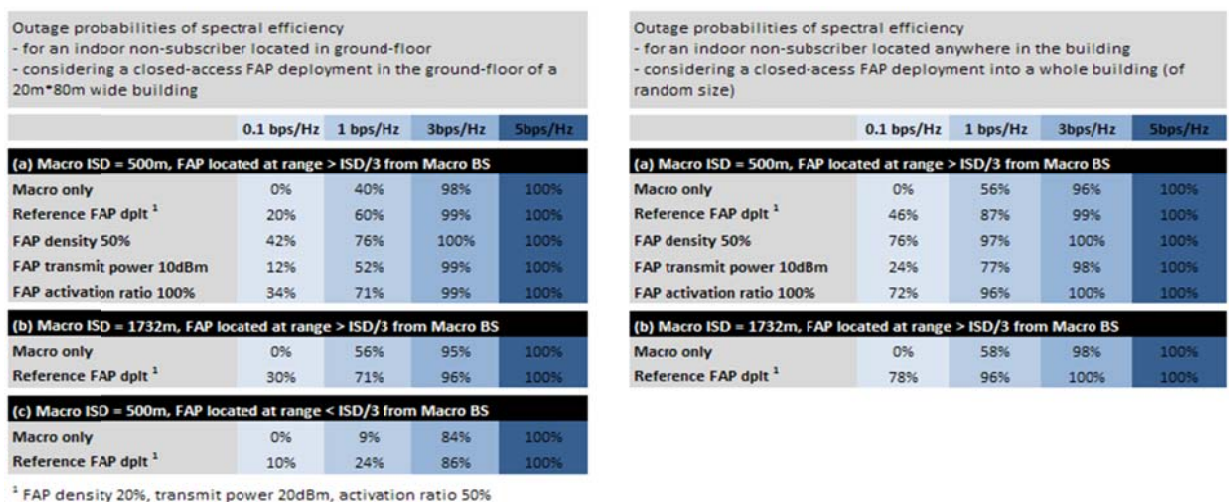 Outage probabilities of spectral efficiency
- for an indoor non-subscriber located in ground-floor
- considering a closed-access FAP deployment in the ground-floor of a
20m*80m wide building
0.1 bps/Hz 1 bps/Hz 3bps/Hz 5bps/Hz
(a) Macro ISD = 500m, FAP located at range > ISD/3 from Macro BS
Macro only 0% 40% 98% 100%
Reference FAP dplt 1 20% 60% 99% 100%
FAP density 50% 42% 76% 100% 100%
FAP transmit power 10dBm 12% 52% 99% 100%
FAP activation ratio 100% 34% 71% 99% 100%
(b) Macro ISD = 1732m, FAP located at range > ISD/3 from Macro BS
Macro only 0% 56% 95% 100%
Reference FAP dplt 1 30% 71% 96% 100%
(c) Macro ISD = 500m, FAP located at range < ISD/3 from Macro BS
Macro only 0% 9% 84% 100%
Reference FAP dplt 1 10% 24% 86% 100%
1 FAP density 20%, transmit power 20dBm, activation ratio 50%
Outage probabilities of spectral efficiency
- for an indoor non-subscriber located anywhere in the building
- considering a closed-acess FAP deployment into a whole building (of
random size)
0.1 bps/Hz 1 bps/Hz 3bps/Hz 5bps/Hz
(a) Macro ISD = 500m, FAP located at range > ISD/3 from Macro BS
Macro only 0% 56% 96% 100%
Reference FAP dplt 1 46% 87% 99% 100%
FAP density 50% 76% 97% 100% 100%
FAP transmit power 10dBm 24% 77% 98% 100%
FAP activation ratio 100% 72% 96% 100% 100%
(b) Macro ISD = 1732m, FAP located at range > ISD/3 from Macro BS
Macro only 0% 58% 98% 100%
Reference FAP dplt 1 78% 96% 100% 100%